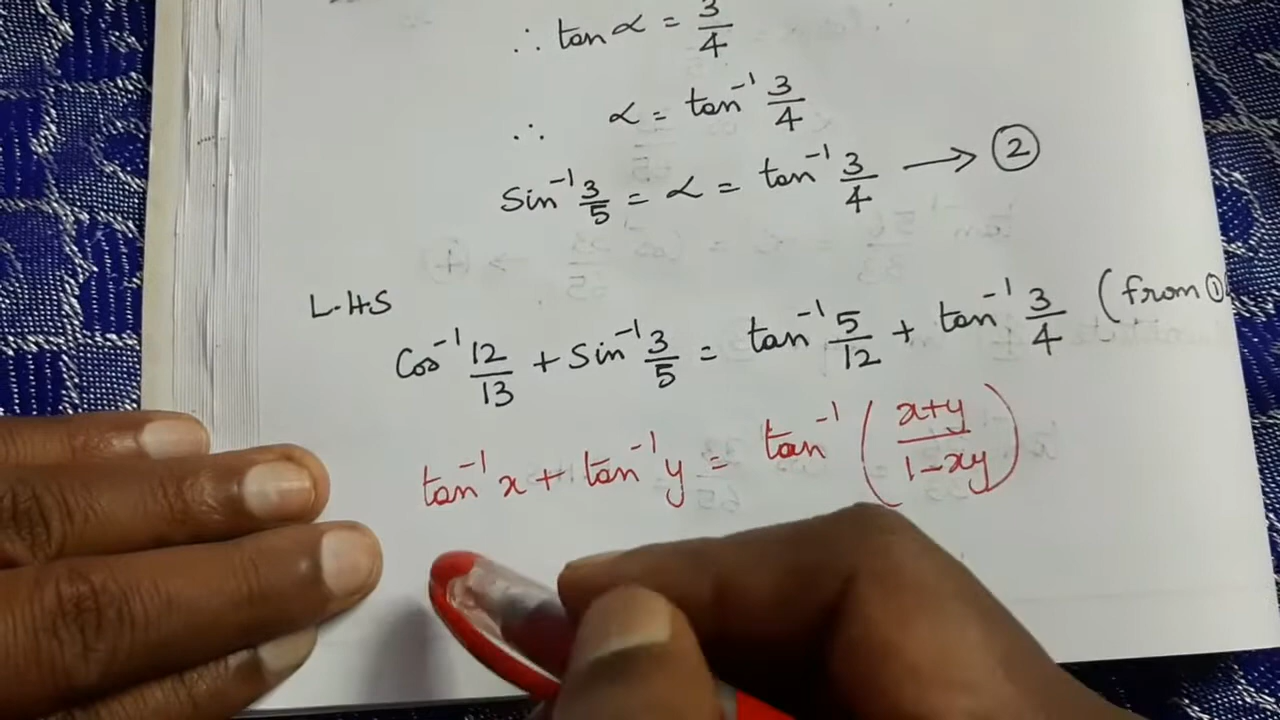 ∴ tan α = 3/4
∴ α = tan⁻¹ 3/4
Sin⁻¹ 3/5 = α = tan⁻¹ 3/4 → ②
L.H.S
Cos⁻¹ 12/13 + Sin⁻¹ 3/5 = tan⁻¹ 5/12 + tan⁻¹ 3/4 (from ①
tan⁻¹ x + tan⁻¹ y = tan⁻¹ (x+y/1-xy)